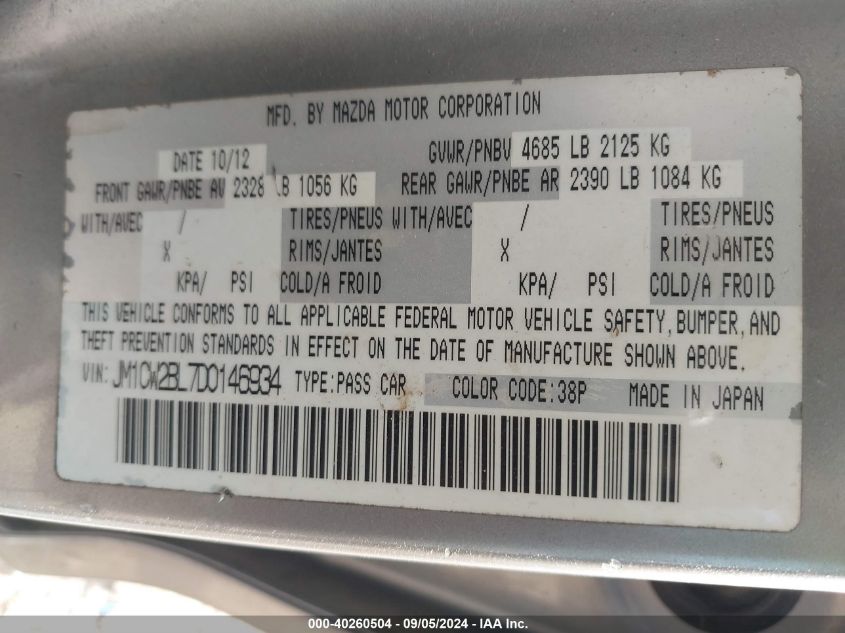 MFD. BY MAZDA MOTOR CORPORATION
DATE 10/12 GVWR/PNBV 4685 LB 2125 KG
FRONT GAWR/PNBE AV 2328 LB 1056 KG REAR GAWR/PNBE AR 2390 LB 1084 KG
WITH/AVEC / TIRES/PNEUS WITH/AVEC / TIRES/PNEUS
X RIMS/JANTES X RIMS/JANTES
KPA/ PSI COLD/A FROID KPA/ PSI COLD/A FROID
THIS VEHICLE CONFORMS TO ALL APPLICABLE FEDERAL MOTOR VEHICLE SAFETY, BUMPER, AND
THEFT PREVENTION STANDARDS IN EFFECT ON THE DATE OF MANUFACTURE SHOWN ABOVE.
VIN: JM1CW2BL7D0146934 TYPE:PASS CAR COLOR CODE:38P MADE IN JAPAN
000-40260504 - 09/05/2024 - IAA Inc.